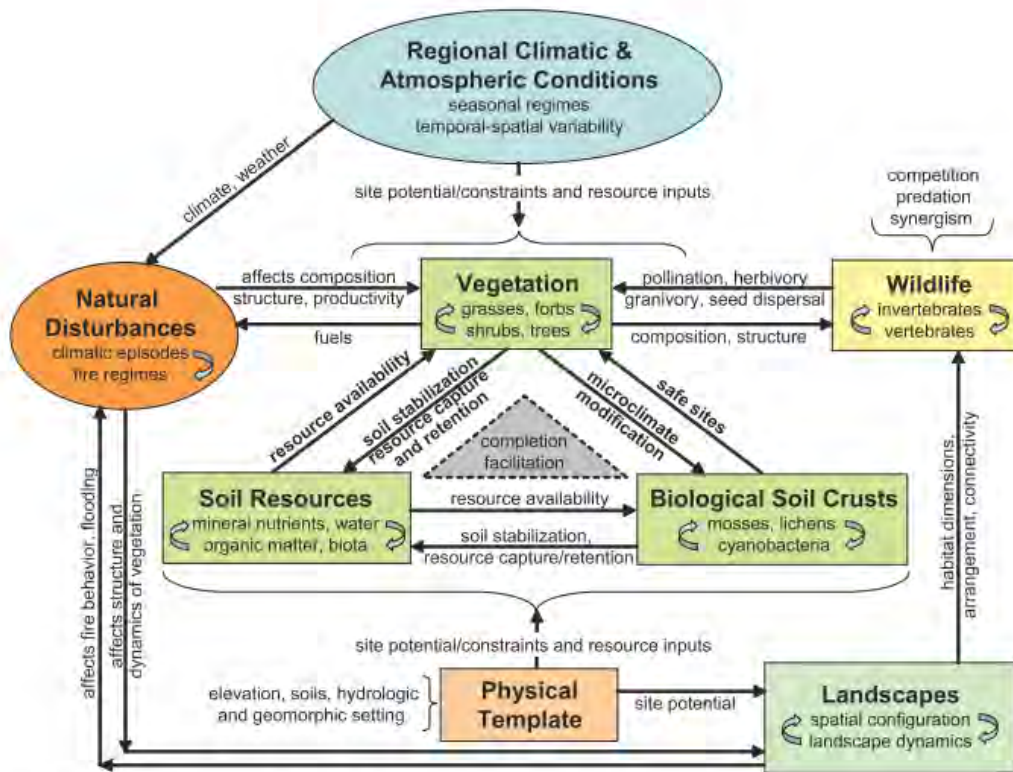 Regional Climatic &
Atmospheric Conditions
seasonal regimes
temporal-spatial variability
climate, weather
site potential/constraints and resource inputs
competition
predation
synergism
Natural
Disturbances
climatic episodes
fire regimes
affects composition
structure, productivity
fuels
Vegetation
grasses, forbs
shrubs, trees
pollination, herbivory
granivory, seed dispersal
composition, structure
Wildlife
invertebrates
vertebrates
resource availability
soil stabilization
resource capture
and retention
completion
facilitation
microclimate
modification
safe sites
Soil Resources
mineral nutrients, water
organic matter, biota
resource availability
soil stabilization,
resource capture/retention
Biological Soil Crusts
mosses, lichens
cyanobacteria
habitat dimensions,
arrangement, connectivity
affects fire behavior, flooding
affects structure and
dynamics of vegetation
site potential/constraints and resource inputs
elevation, soils, hydrologic
and geomorphic setting
Physical
Template
site potential
Landscapes
spatial configuration
landscape dynamics